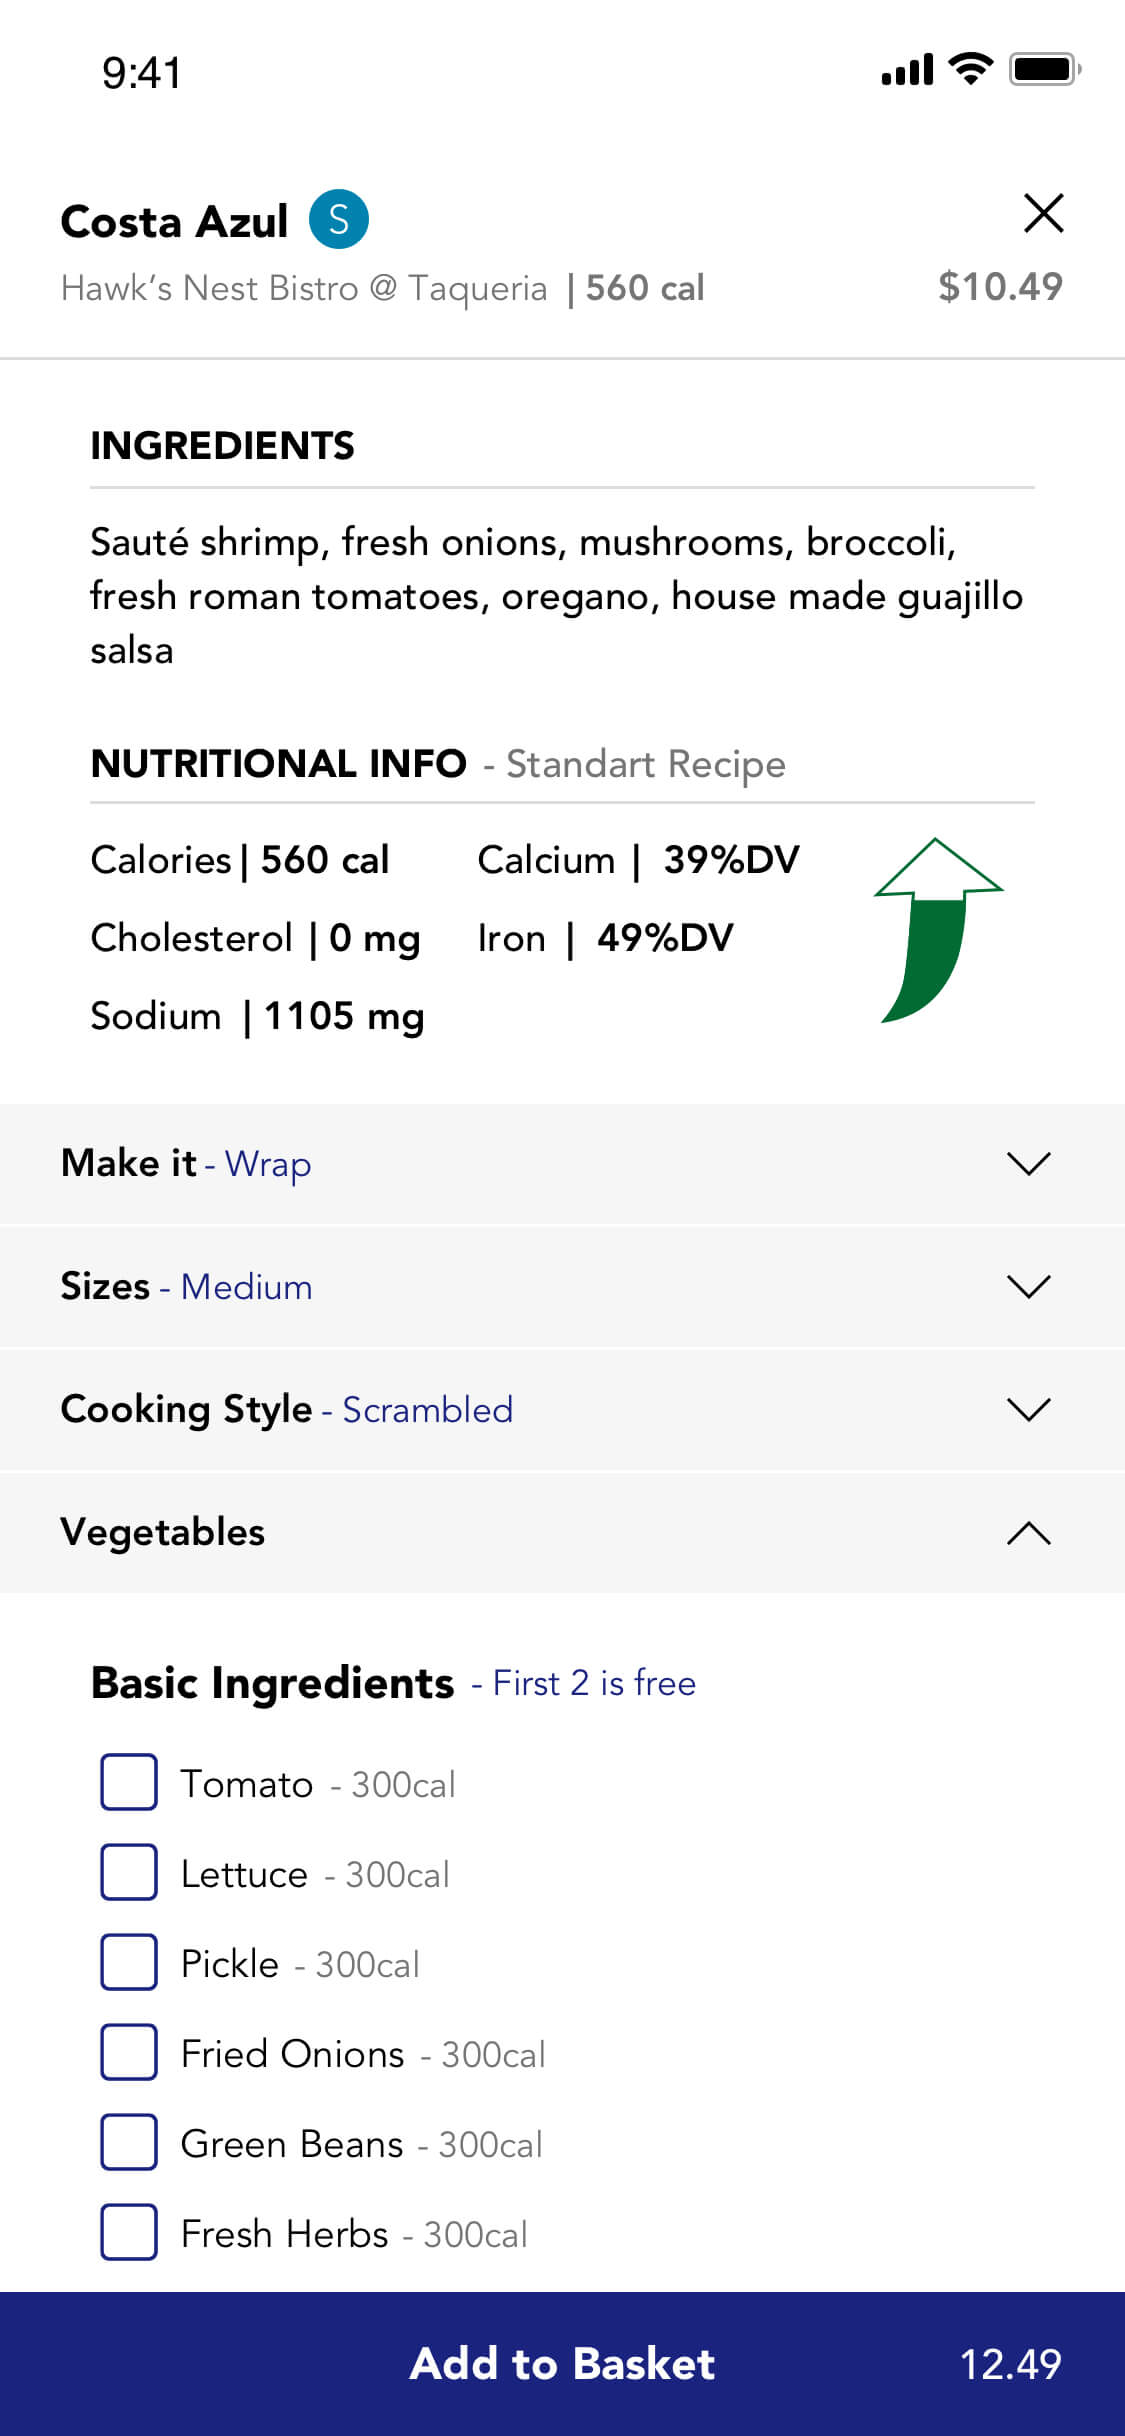 9:41
Costa Azul S
Hawk’s Nest Bistro @ Taqueria | 560 cal $10.49
INGREDIENTS
Sauté shrimp, fresh onions, mushrooms, broccoli,
fresh roman tomatoes, oregano, house made guajillo
salsa
NUTRITIONAL INFO - Standart Recipe
Calories | 560 cal Calcium | 39%DV
Cholesterol | 0 mg Iron | 49%DV
Sodium | 1105 mg
Make it - Wrap
Sizes - Medium
Cooking Style - Scrambled
Vegetables
Basic Ingredients - First 2 is free
Tomato - 300cal
Lettuce - 300cal
Pickle - 300cal
Fried Onions - 300cal
Green Beans - 300cal
Fresh Herbs - 300cal
Add to Basket 12.49